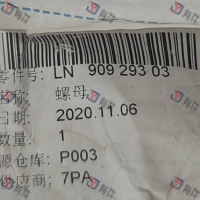 零件号: LN 909 293 03
名称: 螺母
日期: 2020.11.06
数量: 1
源仓库: P003
供应商: 7PA